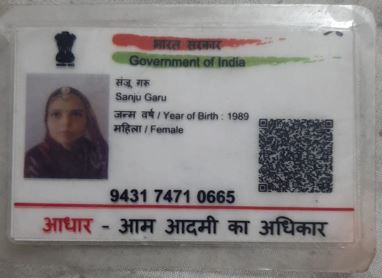 भारत सरकार
Government of India
संजू गरु
Sanju Garu
जन्म वर्ष / Year of Birth : 1989
महिला / Female
9431 7471 0665
आधार - आम आदमी का अधिकार